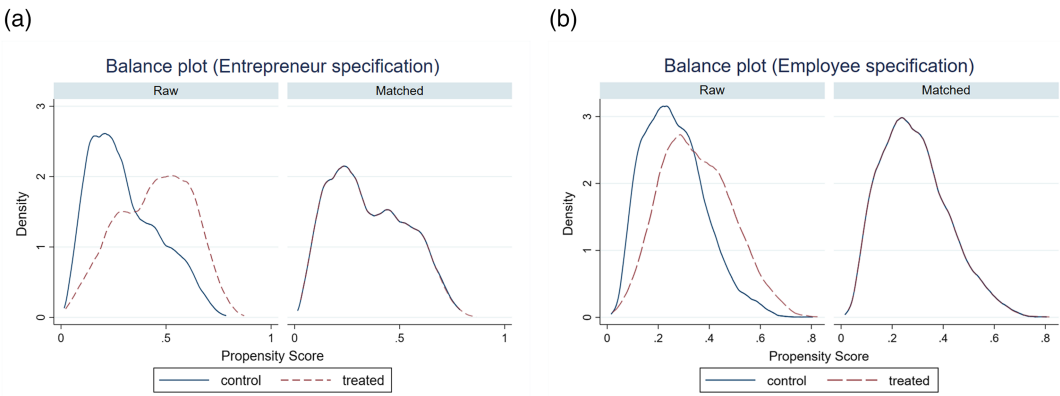 (a)
Balance plot (Entrepreneur specification)
Raw
Matched
3
2
1
0
Density
0
.5
1
0
.5
1
Propensity Score
control
treated
(b)
Balance plot (Employee specification)
Raw
Matched
3
2
1
0
Density
0
.2
.4
.6
.8
0
.2
.4
.6
.8
Propensity Score
control
treated